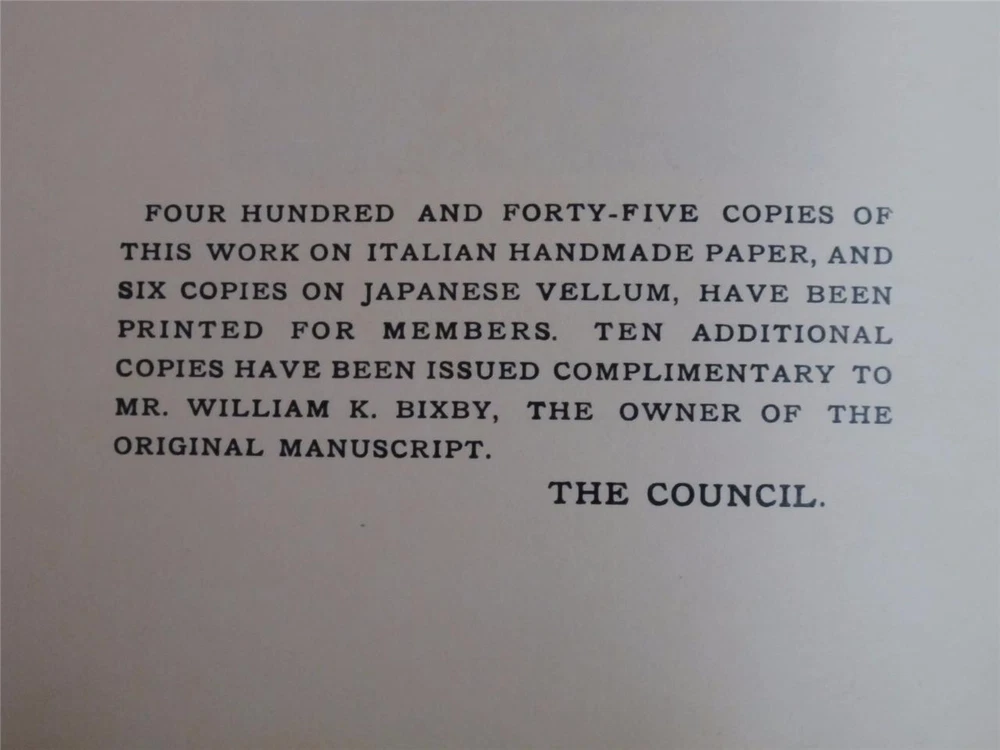 FOUR HUNDRED AND FORTY-FIVE COPIES OF
THIS WORK ON ITALIAN HANDMADE PAPER, AND
SIX COPIES ON JAPANESE VELLUM, HAVE BEEN
PRINTED FOR MEMBERS. TEN ADDITIONAL
COPIES HAVE BEEN ISSUED COMPLIMENTARY TO
MR. WILLIAM K. BIXBY, THE OWNER OF THE
ORIGINAL MANUSCRIPT.
THE COUNCIL.